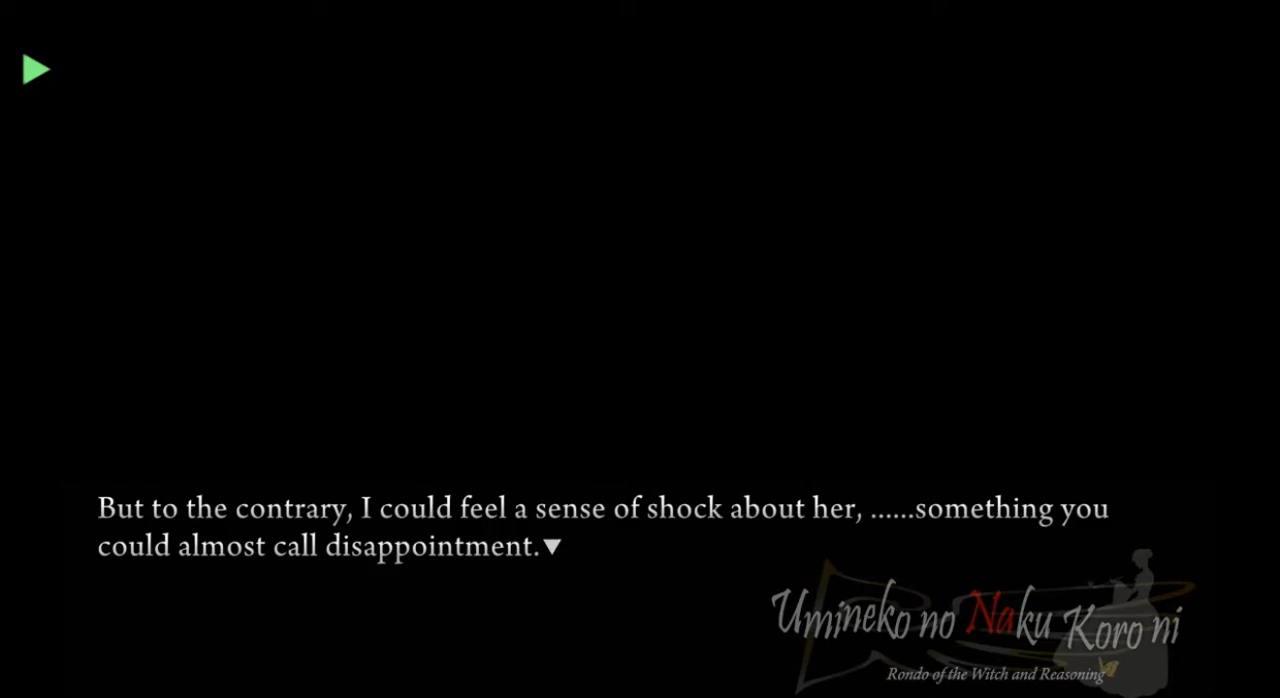 But to the contrary, I could feel a sense of shock about her, ......something you
could almost call disappointment.▼
Umineko no Naku Koro ni
Rondo of the Witch and Reasoning